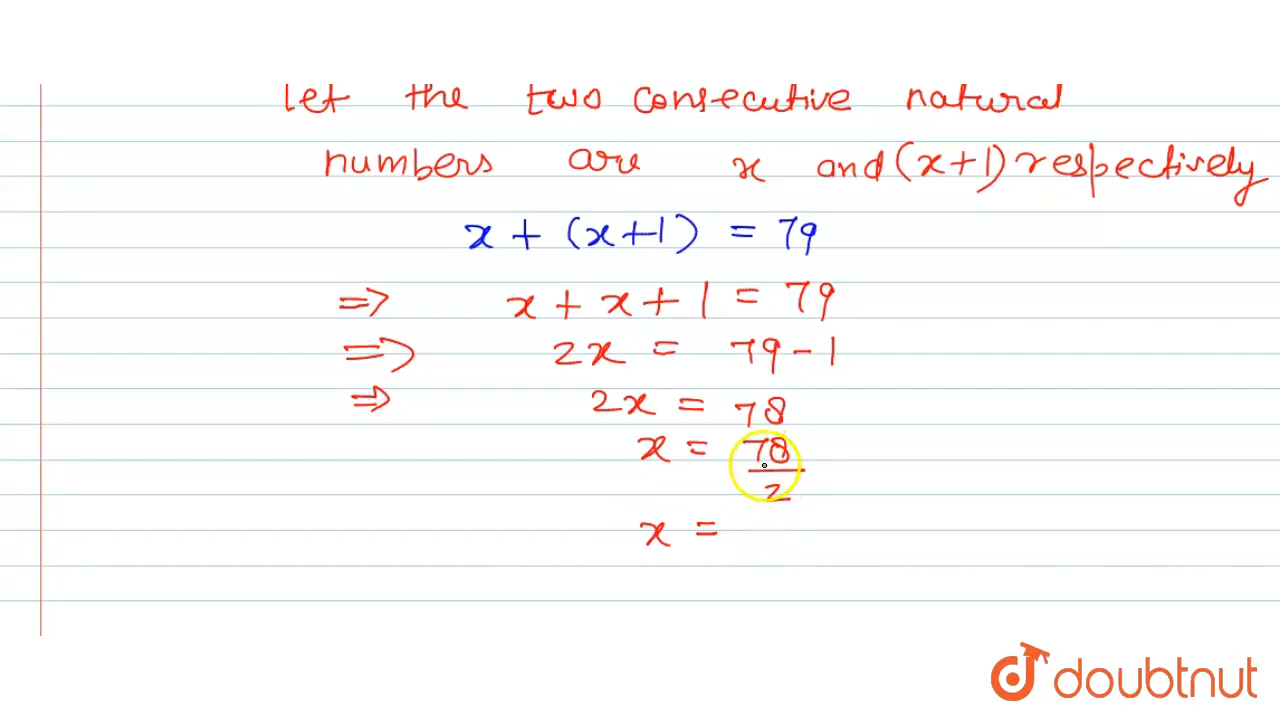 Let the two consecutive natural
numbers are x and (x+1) respectively
x + (x+1) = 79
=> x + x + 1 = 79
=> 2x = 79 - 1
=> 2x = 78
x = 78/2
x =
doubtnut